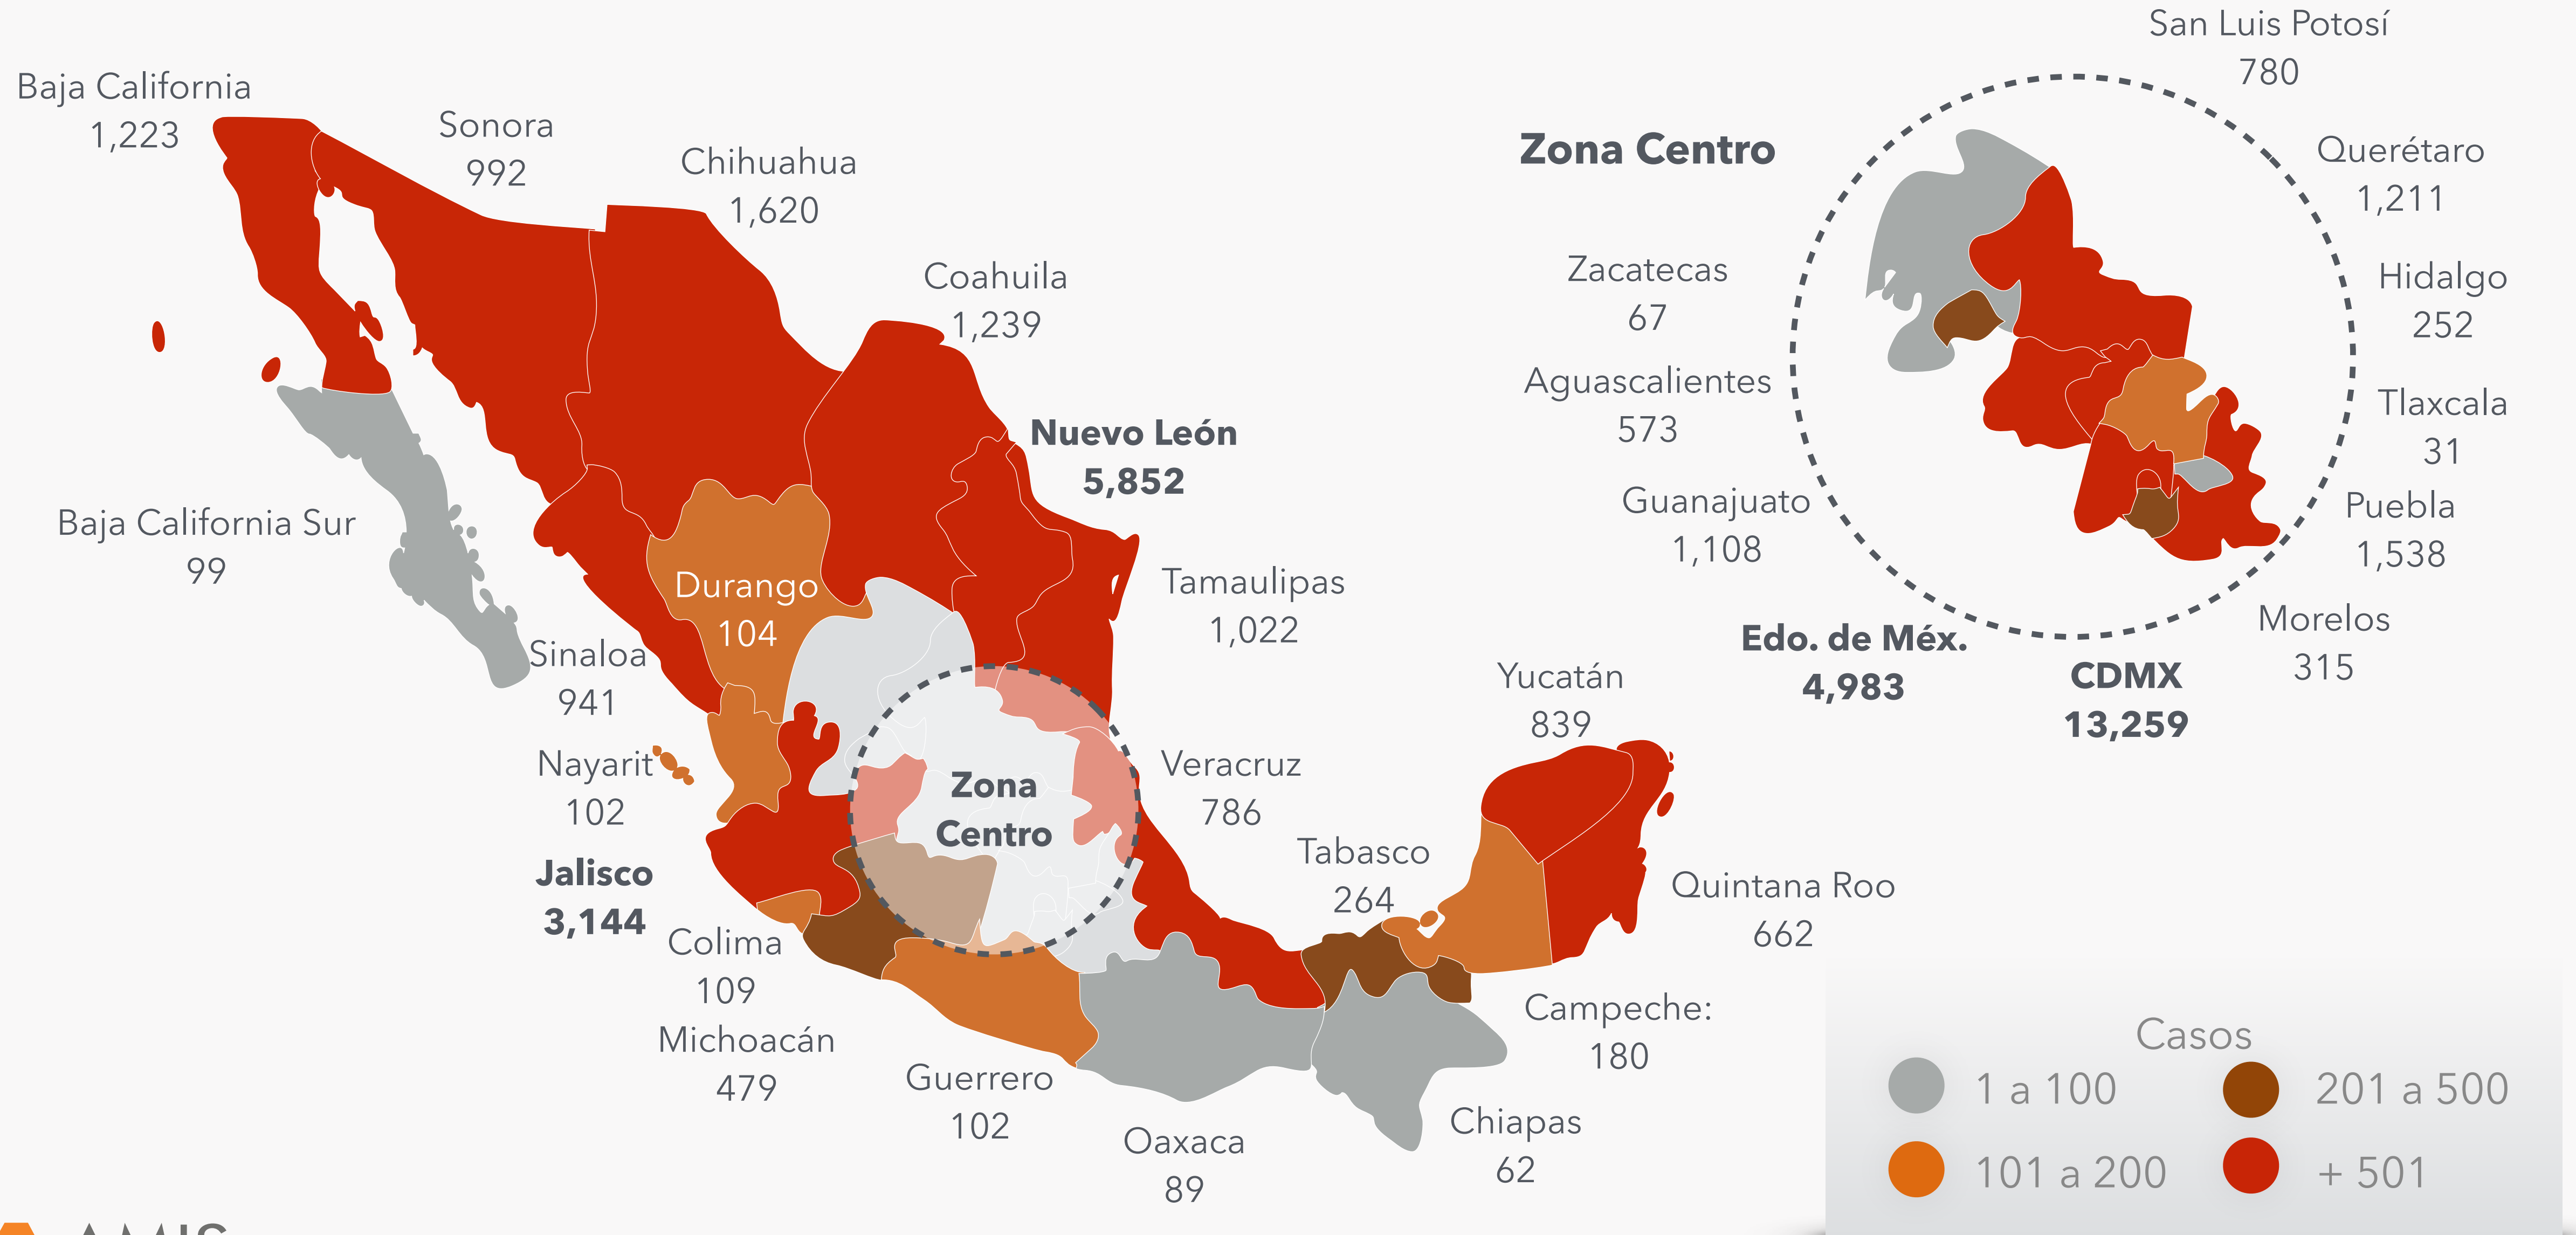 San Luis Potosí
780
Baja California
1,223
Sonora
992
Chihuahua
1,620
Zona Centro
Querétaro
1,211
Coahuila
1,239
Zacatecas
67
Hidalgo
252
Nuevo León
5,852
Aguascalientes
573
Tlaxcala
31
Baja California Sur
99
Guanajuato
1,108
Puebla
1,538
Durango
104
Tamaulipas
1,022
Sinaloa
941
Edo. de Méx.
4,983
CDMX
13,259
Morelos
315
Yucatán
839
Nayarit
102
Zona
Centro
Veracruz
786
Jalisco
3,144
Tabasco
264
Quintana Roo
662
Colima
109
Michoacán
479
Guerrero
102
Oaxaca
89
Campeche:
180
Chiapas
62
Casos
1 a 100
201 a 500
101 a 200
+ 501
AMIS